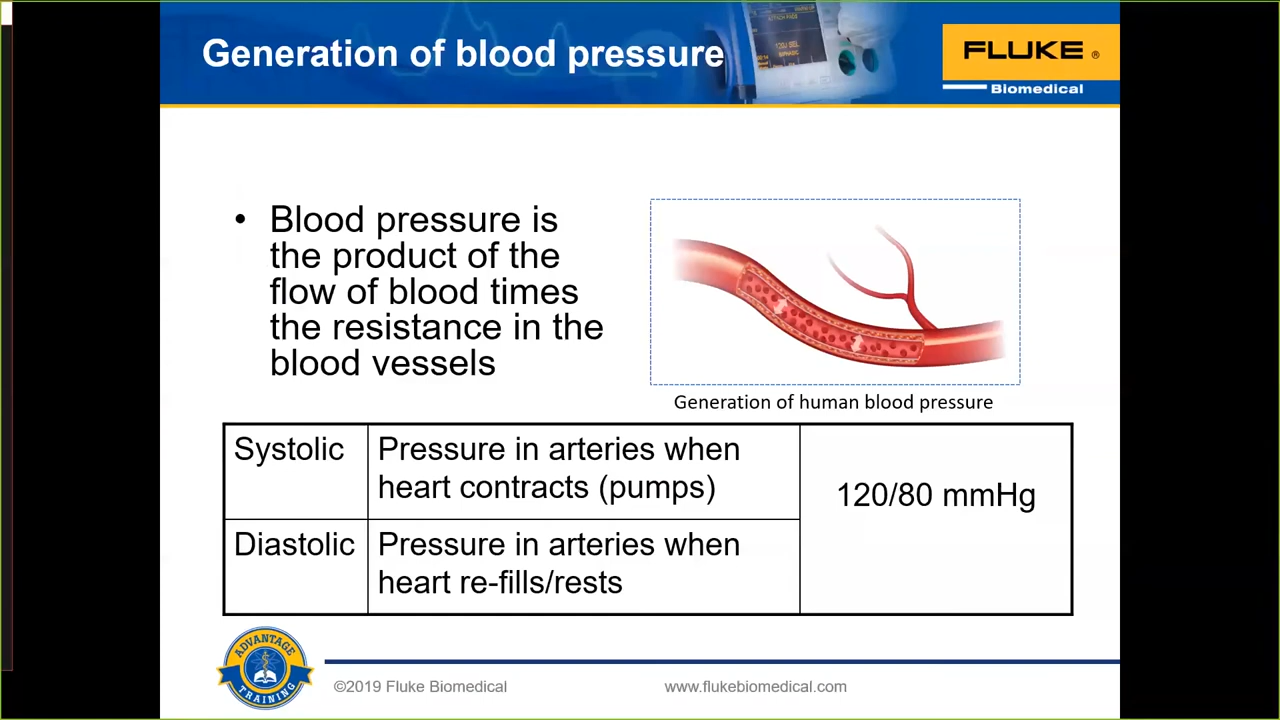 Generation of blood pressure
FLUKE ®
Biomedical
120J SEL
• Blood pressure is
the product of the
flow of blood times
the resistance in the
blood vessels
Generation of human blood pressure
Systolic
Pressure in arteries when
heart contracts (pumps)
120/80 mmHg
Diastolic
Pressure in arteries when
heart re-fills/rests
ADVANTAGE
TRAINING
©2019 Fluke Biomedical
www.flukebiomedical.com